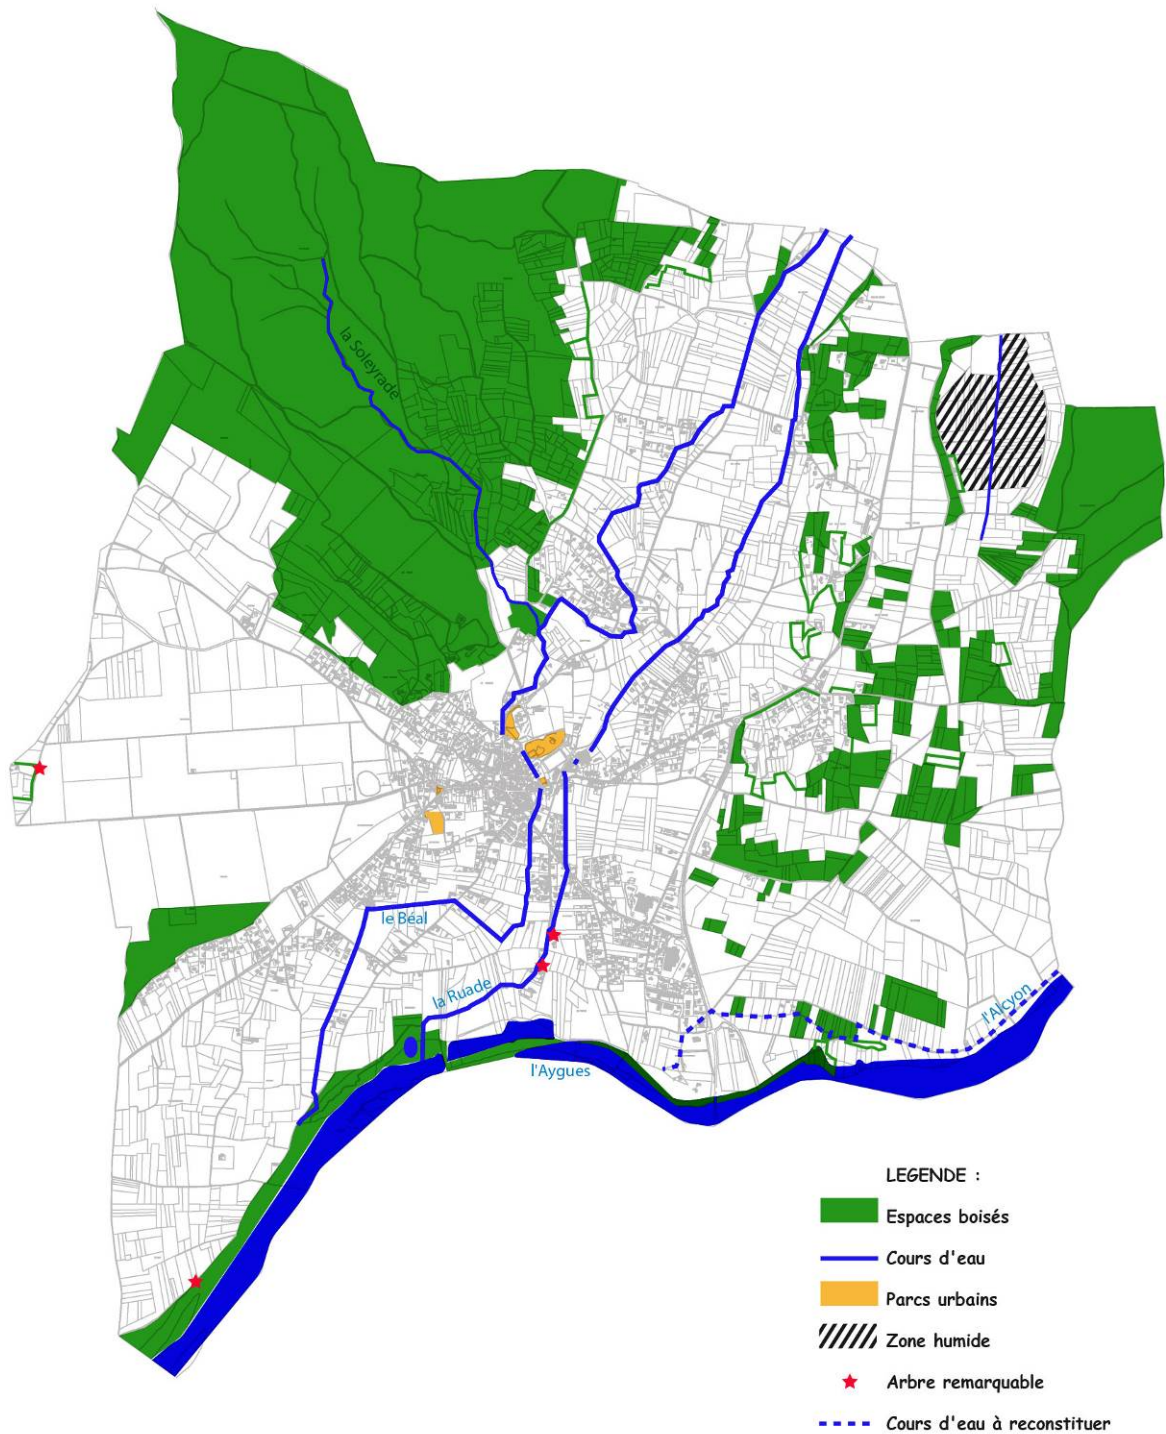 la Soleyrade
le Béal
la Ruade
l'Alcyon
l'Aygues
LEGENDE :
Espaces boisés
Cours d'eau
Parcs urbains
Zone humide
Arbre remarquable
Cours d'eau à reconstituer